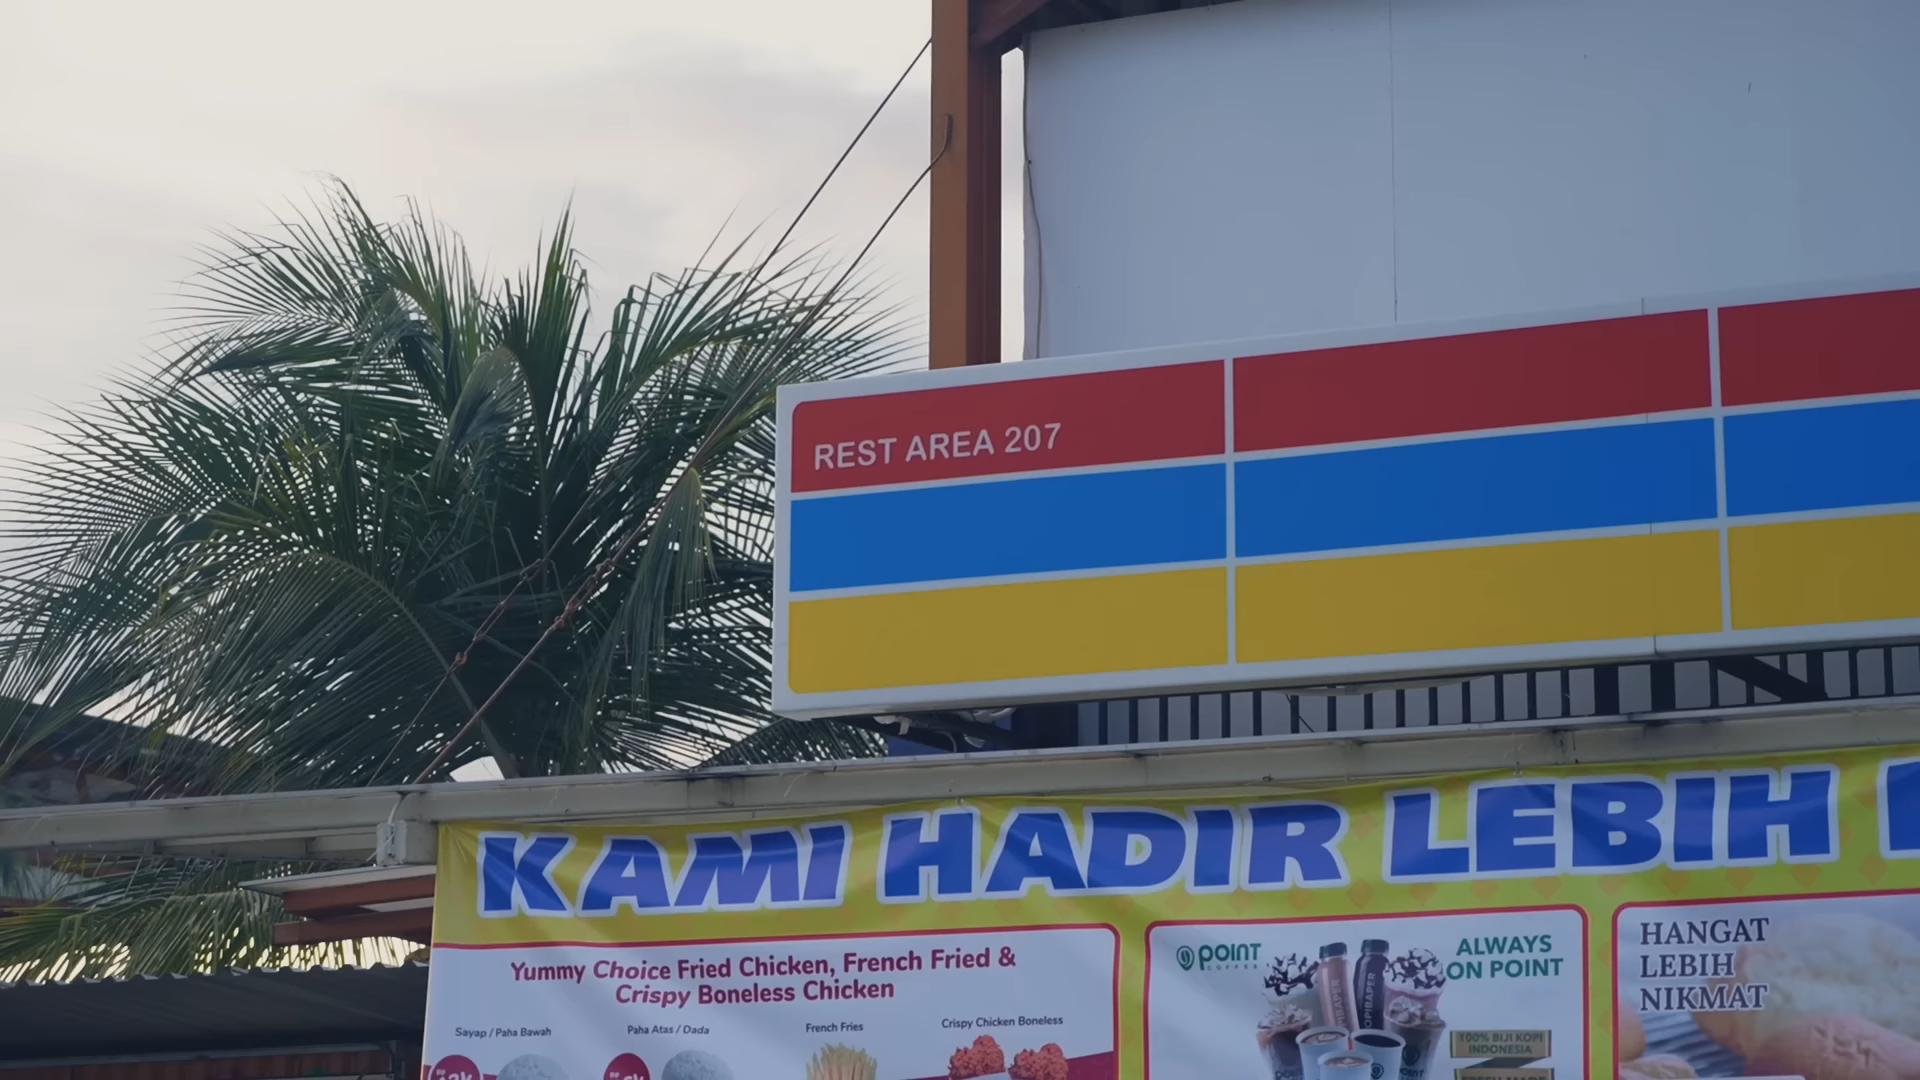 REST AREA 207
KAMI HADIR LEBIH
Yummy Choice Fried Chicken, French Fried &
Crispy Boneless Chicken
Sayap / Paha Bawah
Paha Atas / Dada
French Fries
Crispy Chicken Boneless
POINT
COFFEE
ALWAYS
ON POINT
100% BIJI KOPI
INDONESIA
HANGAT
LEBIH
NIKMAT